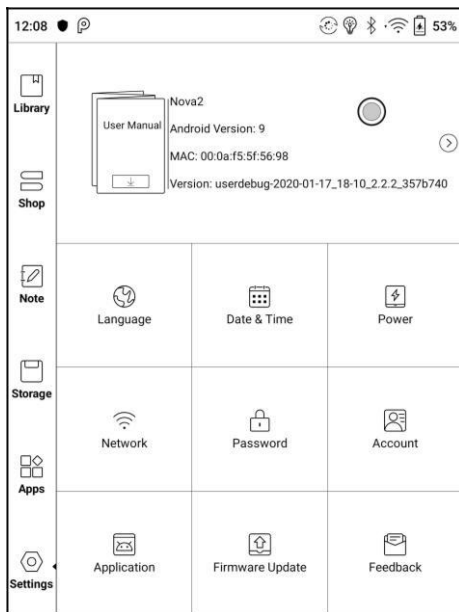 12:08 53%
Library
Shop
Note
Storage
Apps
Settings
User Manual
Nova2
Android Version: 9
MAC: 00:0a:f5:5f:56:98
Version: userdebug-2020-01-17_18-10_2.2.2_357b740
Language Date & Time Power
Network Password Account
Application Firmware Update Feedback